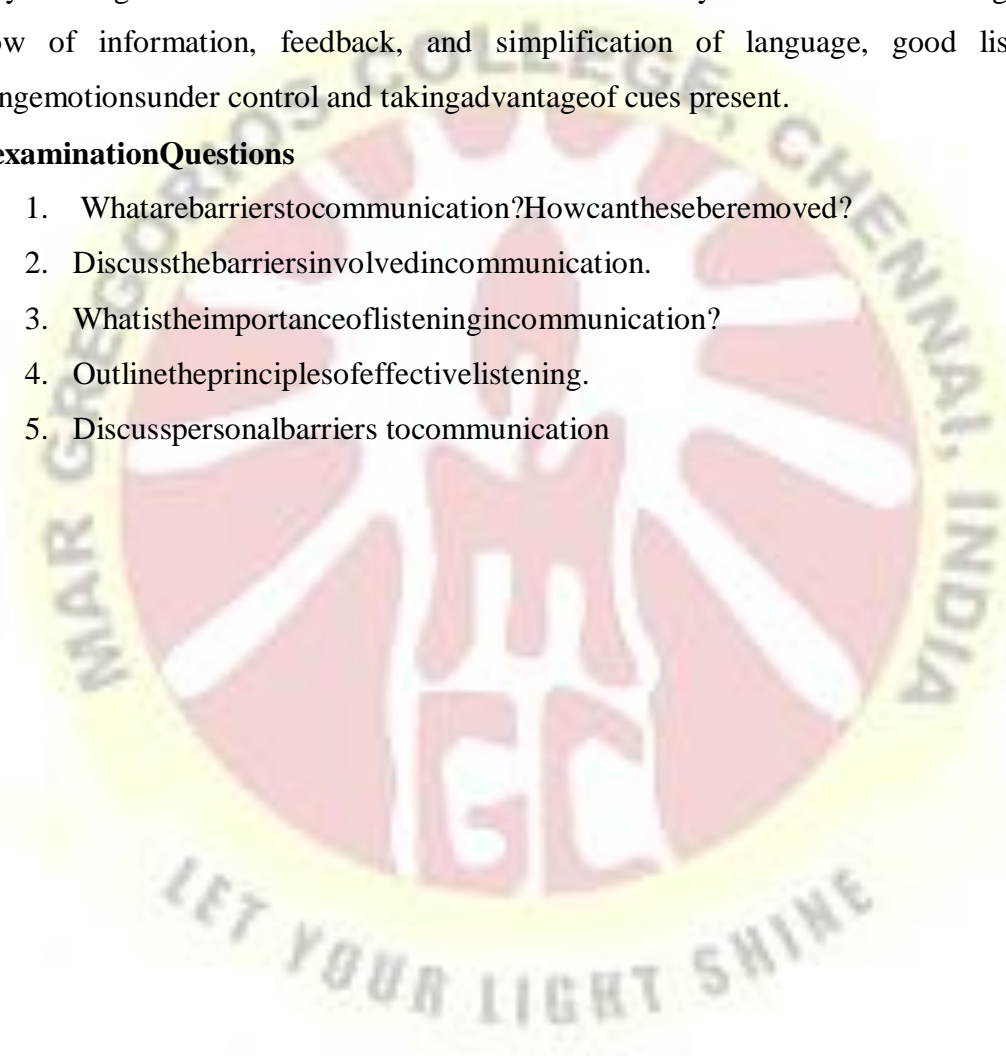 ow of information, feedback, and simplification of language, good lis
ngemotionsunder control and takingadvantageof cues present.
examinationQuestions
1. Whatarebarrierstocommunication?Howcantheseberemoved?
2. Discussthebarriersinvolvedincommunication.
3. Whatistheimportanceoflisteningincommunication?
4. Outlinetheprinciplesofeffectivelistening.
5. Discusspersonalbarriers tocommunication
MAR GREGORIOS COLLEGE, CHENNAI, INDIA
MGC
LET YOUR LIGHT SHINE